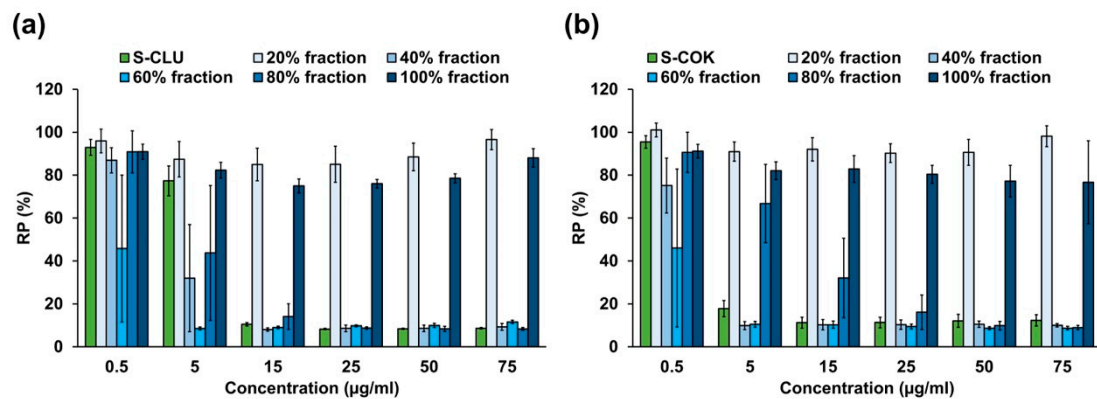 (a)
S-CLU 20% fraction 40% fraction
60% fraction 80% fraction 100% fraction
120
100
80
60
40
20
0
RP (%)
0.5 5 15 25 50 75
Concentration (μg/ml)
(b)
S-COK 20% fraction 40% fraction
60% fraction 80% fraction 100% fraction
120
100
80
60
40
20
0
RP (%)
0.5 5 15 25 50 75
Concentration (μg/ml)